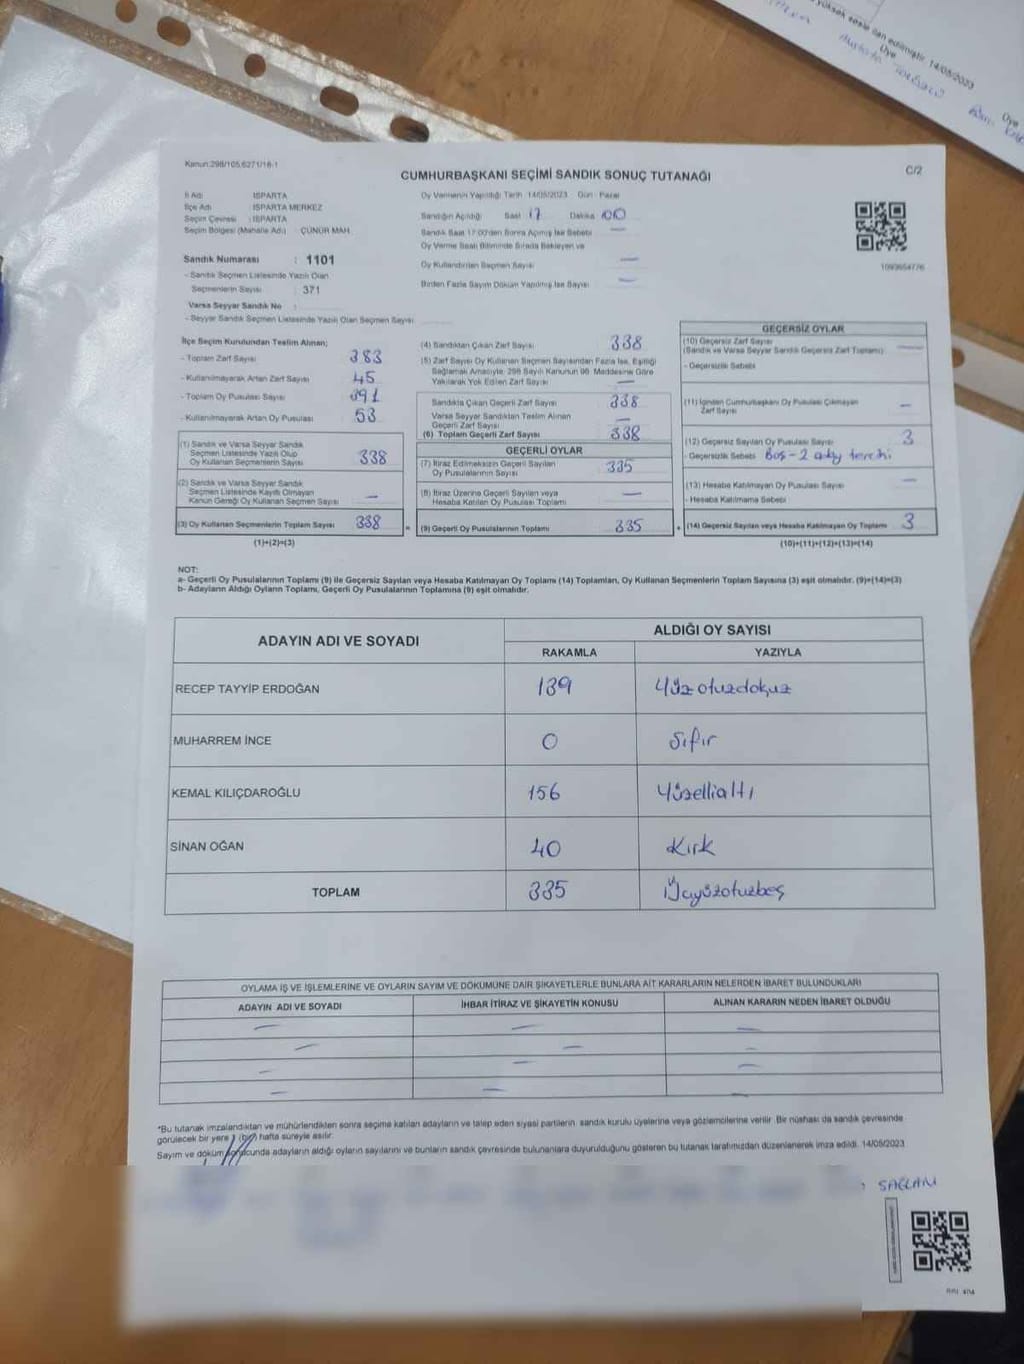 yüksek sesle ilan edilmiştir. 14/05/2023
Üye
Üye
Kanun:298/105,6271/16-1
C/2
CUMHURBAŞKANI SEÇİMİ SANDIK SONUÇ TUTANAĞI
İl Adı : ISPARTA
İlçe Adı : ISPARTA MERKEZ
Seçim Çevresi : ISPARTA
Seçim Bölgesi (Mahalle Adı) : ÇÜNÜR MAH.
Sandık Numarası : 1101
- Sandık Seçmen Listesinde Yazılı Olan
Seçmenlerin Sayısı : 371
Varsa Seyyar Sandık No :
- Seyyar Sandık Seçmen Listesinde Yazılı Olan Seçmen Sayısı
Oy Vermenin Yapıldığı Tarih : 14/05/2023 Gün : Pazar
Sandığın Açıldığı Saat 17 Dakika 00
Sandık Saat 17:00'den Sonra Açılmış İse Sebebi —
Oy Verme Saati Bitiminde Sırada Bekleyen ve
Oy Kullandırılan Seçmen Sayısı —
Birden Fazla Sayım Döküm Yapılmış İse Sayısı —
1093654776
İlçe Seçim Kurulundan Teslim Alınan;
- Toplam Zarf Sayısı 383
- Kullanılmayarak Artan Zarf Sayısı 45
- Toplam Oy Pusulası Sayısı 391
- Kullanılmayarak Artan Oy Pusulası 53
(1) Sandık ve Varsa Seyyar Sandık
Seçmen Listesinde Yazılı Olup
Oy Kullanan Seçmenlerin Sayısı 338
(2) Sandık ve Varsa Seyyar Sandık
Seçmen Listesinde Kayıtlı Olmayan
Kanun Gereği Oy Kullanan Seçmen Sayısı —
(3) Oy Kullanan Seçmenlerin Toplam Sayısı 338
(1)+(2)=(3)
(4) Sandıktan Çıkan Zarf Sayısı 338
(5) Zarf Sayısı Oy Kullanan Seçmen Sayısından Fazla İse, Eşitliği
Sağlamak Amacıyla, 298 Sayılı Kanunun 98. Maddesine Göre
Yakılarak Yok Edilen Zarf Sayısı —
Sandıkta Çıkan Geçerli Zarf Sayısı 338
Varsa Seyyar Sandıktan Teslim Alınan
Geçerli Zarf Sayısı —
(6) Toplam Geçerli Zarf Sayısı 338
GEÇERLİ OYLAR
(7) İtiraz Edilmeksizin Geçerli Sayılan
Oy Pusulalarının Sayısı 335
(8) İtiraz Üzerine Geçerli Sayılan veya
Hesaba Katılan Oy Pusulası Toplamı —
= (9) Geçerli Oy Pusulalarının Toplamı 335
GEÇERSİZ OYLAR
(10) Geçersiz Zarf Sayısı
(Sandık ve Varsa Seyyar Sandık Geçersiz Zarf Toplamı) —
- Geçersizlik Sebebi
(11) İçinden Cumhurbaşkanı Oy Pusulası Çıkmayan
Zarf Sayısı —
(12) Geçersiz Sayılan Oy Pusulası Sayısı 3
- Geçersizlik Sebebi Boş - 2 aday tercihi
(13) Hesaba Katılmayan Oy Pusulası Sayısı —
- Hesaba Katılmama Sebebi
+ (14) Geçersiz Sayılan veya Hesaba Katılmayan Oy Toplamı 3
(10)+(11)+(12)+(13)=(14)
NOT:
a- Geçerli Oy Pusulalarının Toplamı (9) ile Geçersiz Sayılan veya Hesaba Katılmayan Oy Toplamı (14) Toplamları, Oy Kullanan Seçmenlerin Toplam Sayısına (3) eşit olmalıdır. (9)+(14)=(3)
b- Adayların Aldığı Oyların Toplamı, Geçerli Oy Pusulalarının Toplamına (9) eşit olmalıdır.
ADAYIN ADI VE SOYADI ALDIĞI OY SAYISI
RAKAMLA YAZIYLA
RECEP TAYYİP ERDOĞAN 139 Yüzotuzdokuz
MUHARREM İNCE 0 Sıfır
KEMAL KILIÇDAROĞLU 156 Yüzellialtı
SİNAN OĞAN 40 Kırk
TOPLAM 335 Üçyüzotuzbeş
OYLAMA İŞ VE İŞLEMLERİNE VE OYLARIN SAYIM VE DÖKÜMÜNE DAİR ŞİKAYETLERLE BUNLARA AİT KARARLARIN NELERDEN İBARET BULUNDUKLARI
ADAYIN ADI VE SOYADI İHBAR İTİRAZ VE ŞİKAYETİN KONUSU ALINAN KARARIN NEDEN İBARET OLDUĞU
— — —
— — —
— — —
— — —
*Bu tutanak imzalandıktan ve mühürlendikten sonra seçime katılan adayların ve talep eden siyasi partilerin sandık kurulu üyelerine veya gözlemcilerine verilir. Bir nüshası da sandık çevresinde
görülecek bir yere 1 (bir) hafta süreyle asılır.
Sayım ve döküm sonucunda adayların aldığı oyların sayılarını ve bunların sandık çevresinde bulunanlara duyurulduğunu gösteren bu tutanak tarafımızdan düzenlenerek imza edildi. 14/05/2023
SAĞLAM